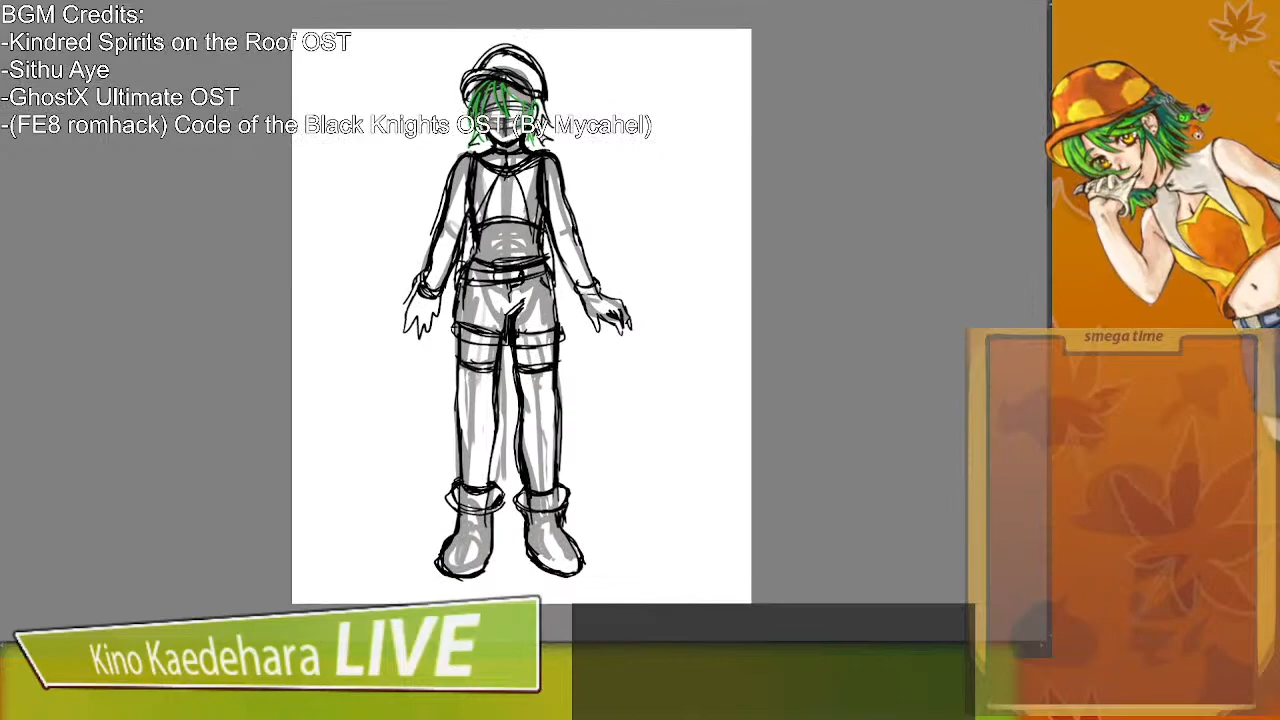 BGM Credits:
-Kindred Spirits on the Roof OST
-Sithu Aye
-GhostX Ultimate OST
-(FE8 romhack) Code of the Black Knights OST (By Mycahel)
smega time
Kino Kaedehara LIVE